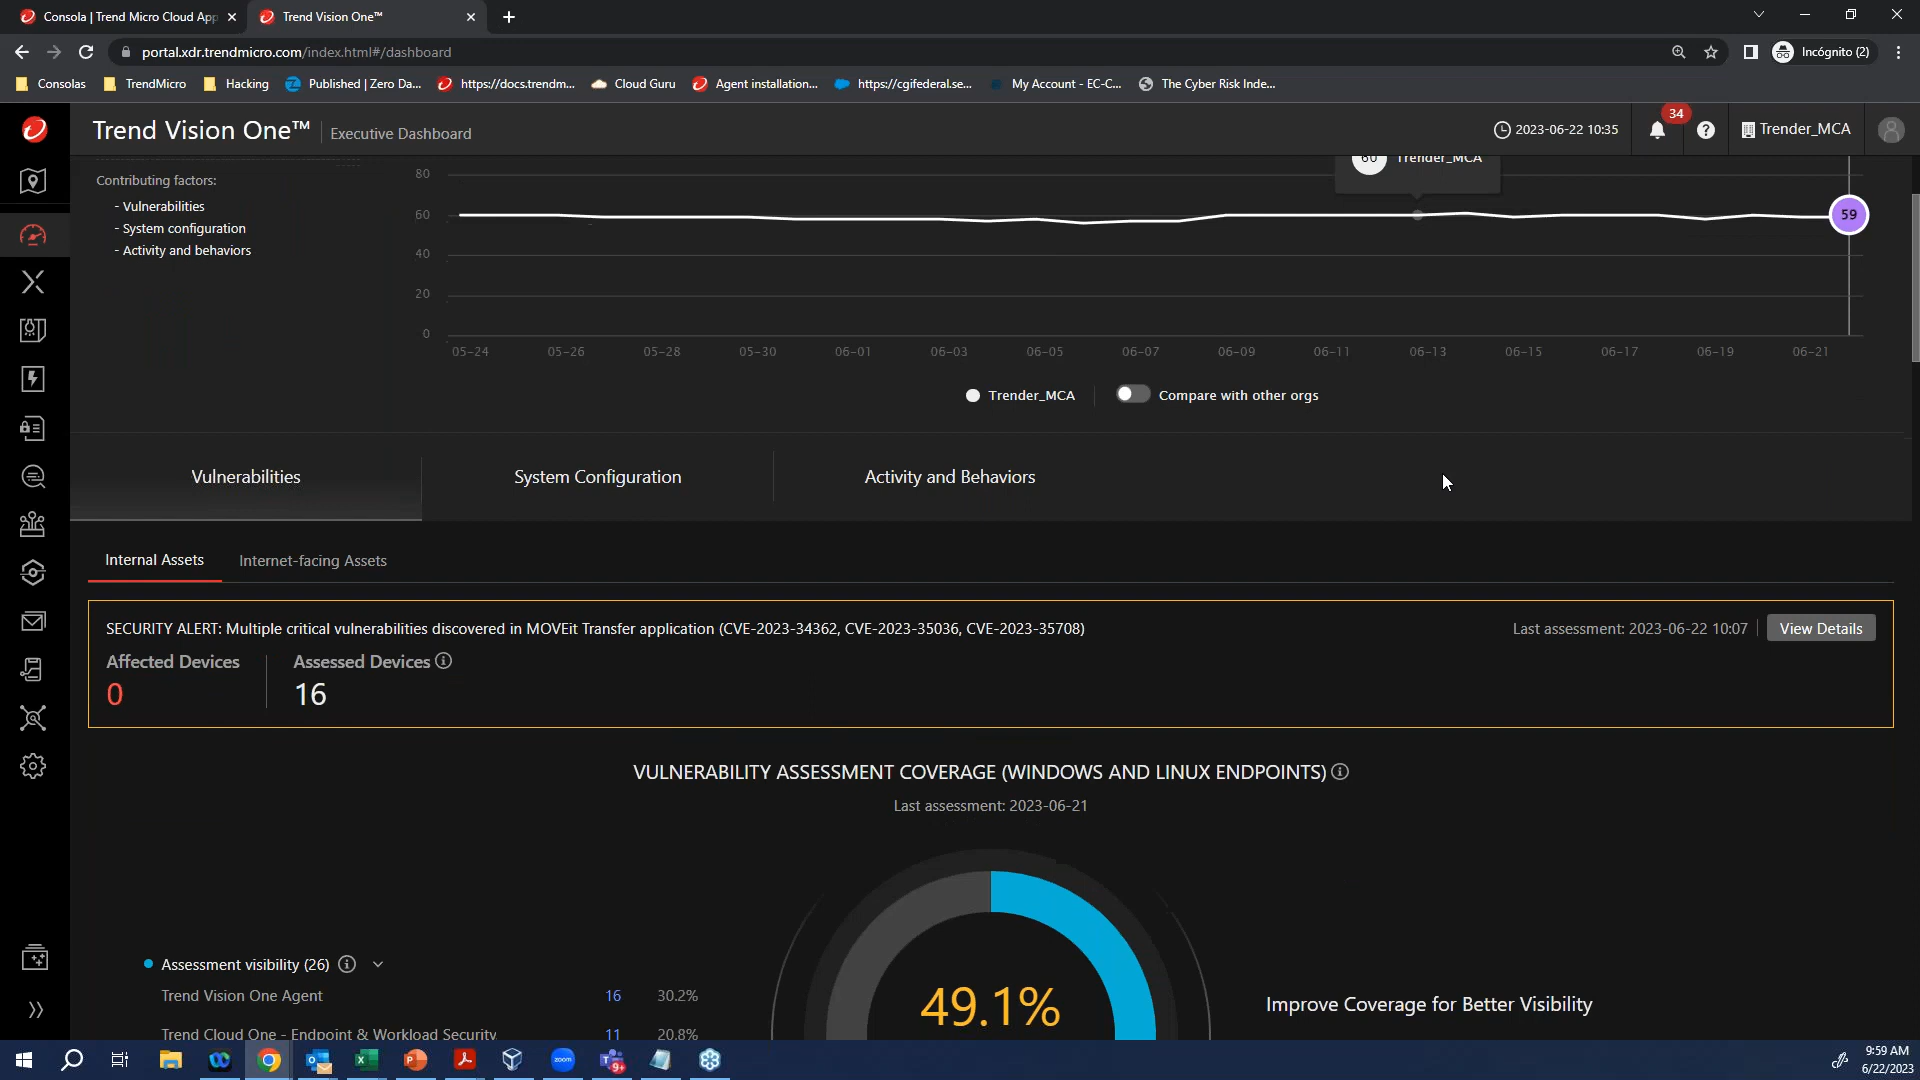 Consola | Trend Micro Cloud App
Trend Vision One™
portal.xdr.trendmicro.com/index.html#/dashboard
Incógnito (2)
Consolas
TrendMicro
Hacking
Published | Zero Da...
https://docs.trendm...
Cloud Guru
Agent installation...
https://cgifederal.se...
My Account - EC-C...
The Cyber Risk Inde...
Trend Vision One™
Executive Dashboard
2023-06-22 10:35
34
Trender_MCA
60 Trender_MCA
Contributing factors:
- Vulnerabilities
- System configuration
- Activity and behaviors
80
60
40
20
0
59
05-24 05-26 05-28 05-30 06-01 06-03 06-05 06-07 06-09 06-11 06-13 06-15 06-17 06-19 06-21
Trender_MCA
Compare with other orgs
Vulnerabilities
System Configuration
Activity and Behaviors
Internal Assets
Internet-facing Assets
SECURITY ALERT: Multiple critical vulnerabilities discovered in MOVEit Transfer application (CVE-2023-34362, CVE-2023-35036, CVE-2023-35708)
Last assessment: 2023-06-22 10:07
View Details
Affected Devices
0
Assessed Devices
16
VULNERABILITY ASSESSMENT COVERAGE (WINDOWS AND LINUX ENDPOINTS)
Last assessment: 2023-06-21
Assessment visibility (26)
Trend Vision One Agent 16 30.2%
Trend Cloud One - Endpoint & Workload Security 11 20.8%
49.1%
Improve Coverage for Better Visibility
zoom
9+
9:59 AM
6/22/2023